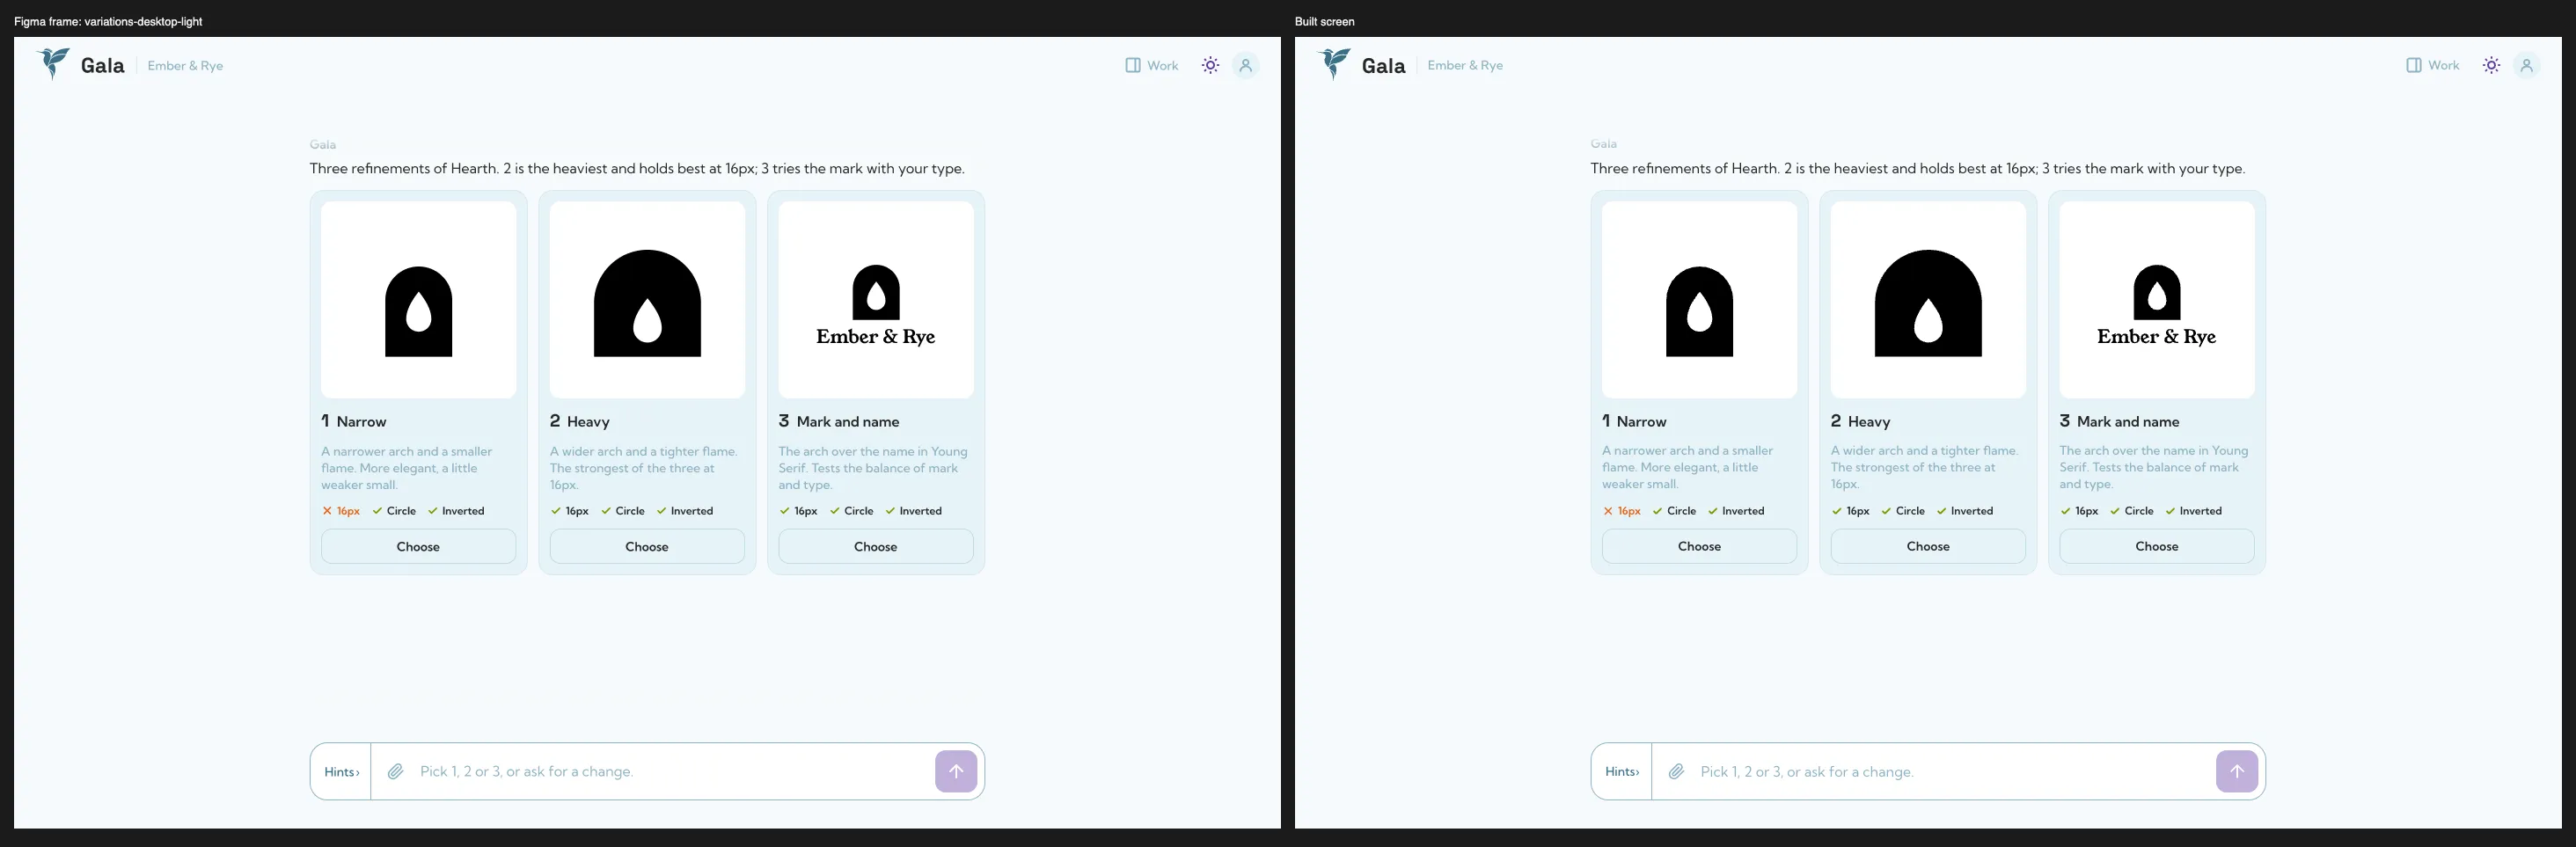 Figma frame: variations-desktop-light
Gala
Ember & Rye
Work
Gala
Three refinements of Hearth. 2 is the heaviest and holds best at 16px; 3 tries the mark with your type.
Ember & Rye
1 Narrow
A narrower arch and a smaller
flame. More elegant, a little
weaker small.
16px Circle Inverted
Choose
2 Heavy
A wider arch and a tighter flame.
The strongest of the three at
16px.
16px Circle Inverted
Choose
3 Mark and name
The arch over the name in Young
Serif. Tests the balance of mark
and type.
16px Circle Inverted
Choose
Hints ›
Pick 1, 2 or 3, or ask for a change.
Built screen
Gala
Ember & Rye
Work
Gala
Three refinements of Hearth. 2 is the heaviest and holds best at 16px; 3 tries the mark with your type.
Ember & Rye
1 Narrow
A narrower arch and a smaller
flame. More elegant, a little
weaker small.
16px Circle Inverted
Choose
2 Heavy
A wider arch and a tighter flame.
The strongest of the three at
16px.
16px Circle Inverted
Choose
3 Mark and name
The arch over the name in Young
Serif. Tests the balance of mark
and type.
16px Circle Inverted
Choose
Hints ›
Pick 1, 2 or 3, or ask for a change.